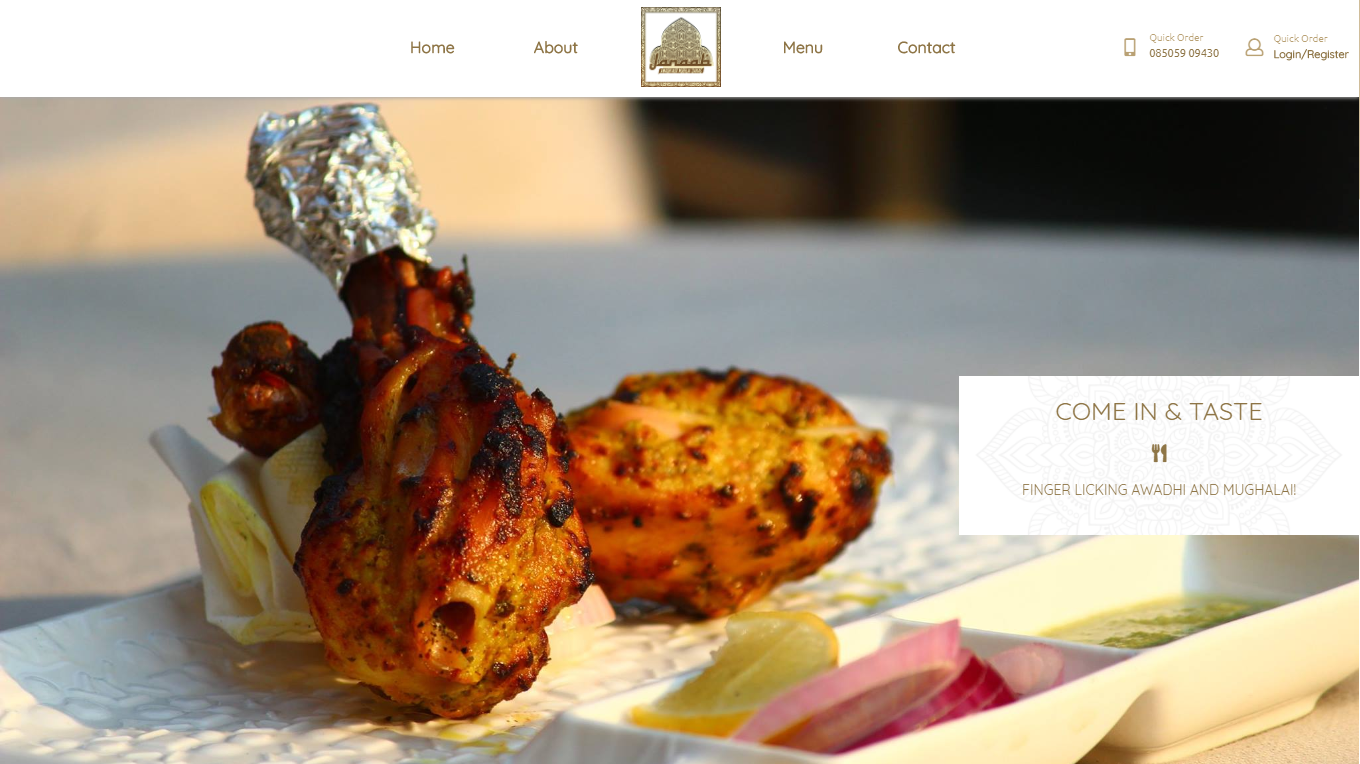 Home
About
Janaab
Menu
Contact
Quick Order
085059 09430
Quick Order
Login/Register
COME IN & TASTE
FINGER LICKING AWADHI AND MUGHALAI!